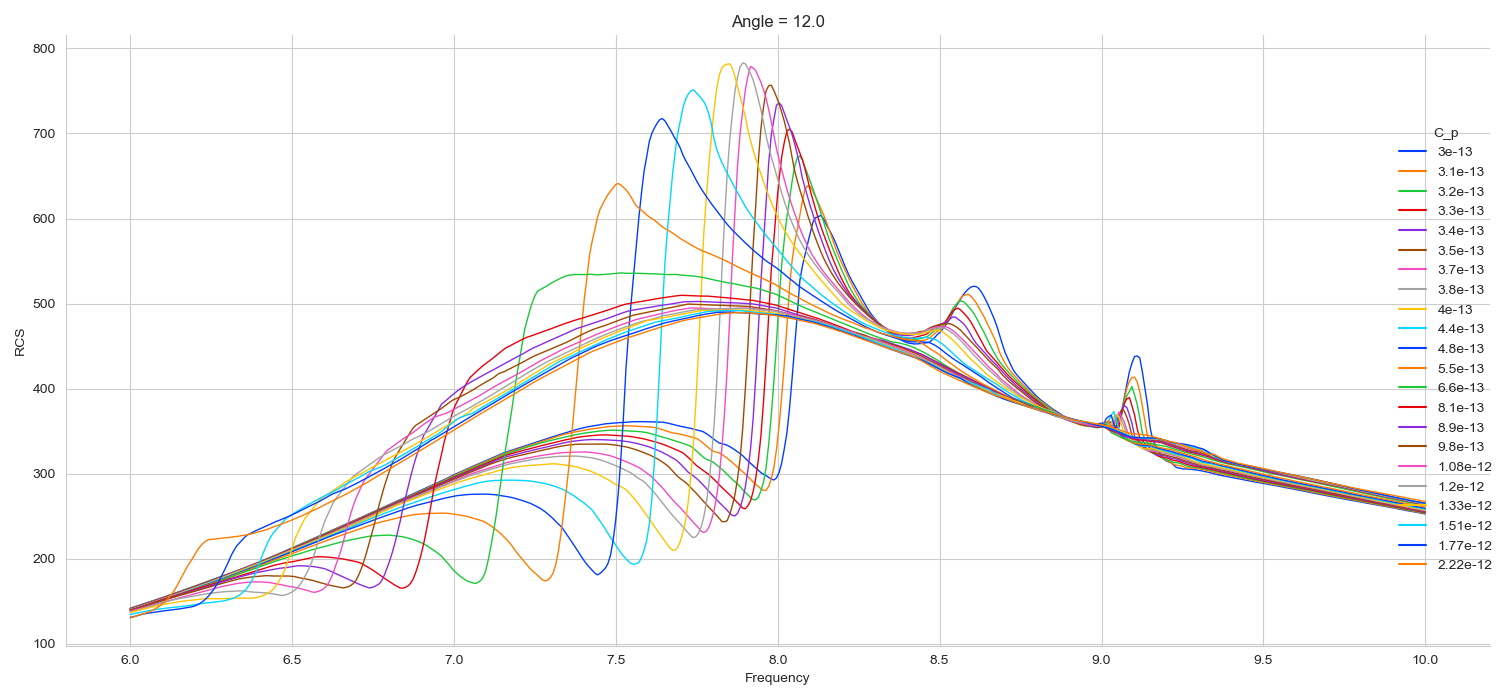 Angle = 12.0
800
700
600
500
400
300
200
100
RCS
6.0
6.5
7.0
7.5
8.0
8.5
9.0
9.5
10.0
Frequency
C_p
3e-13
3.1e-13
3.2e-13
3.3e-13
3.4e-13
3.5e-13
3.7e-13
3.8e-13
4e-13
4.4e-13
4.8e-13
5.5e-13
6.6e-13
8.1e-13
8.9e-13
9.8e-13
1.08e-12
1.2e-12
1.33e-12
1.51e-12
1.77e-12
2.22e-12